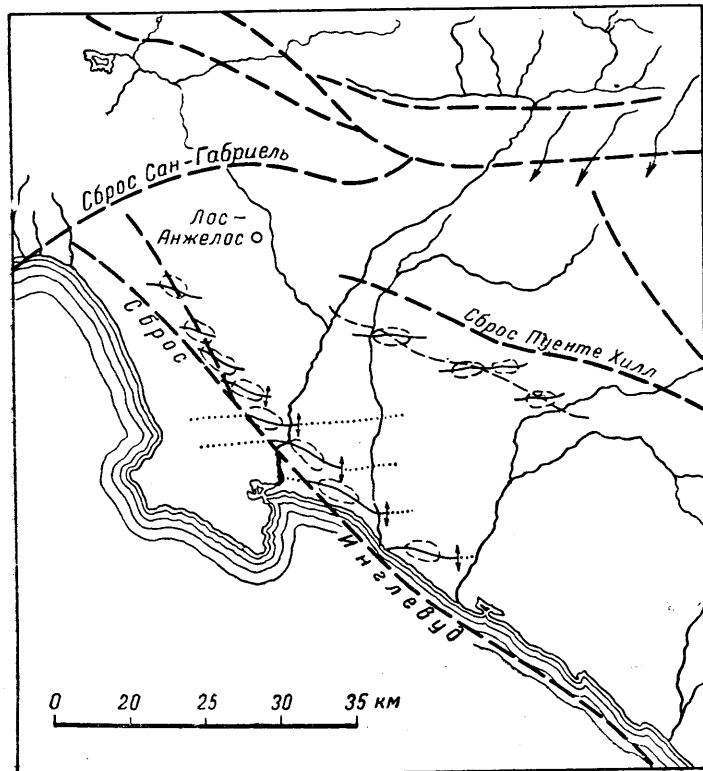 Сброс Сан-Габриель
Лос-
Анжелос
Сброс
Сброс Пуенте Хилл
Инглевуд
0 20 25 30 35 км